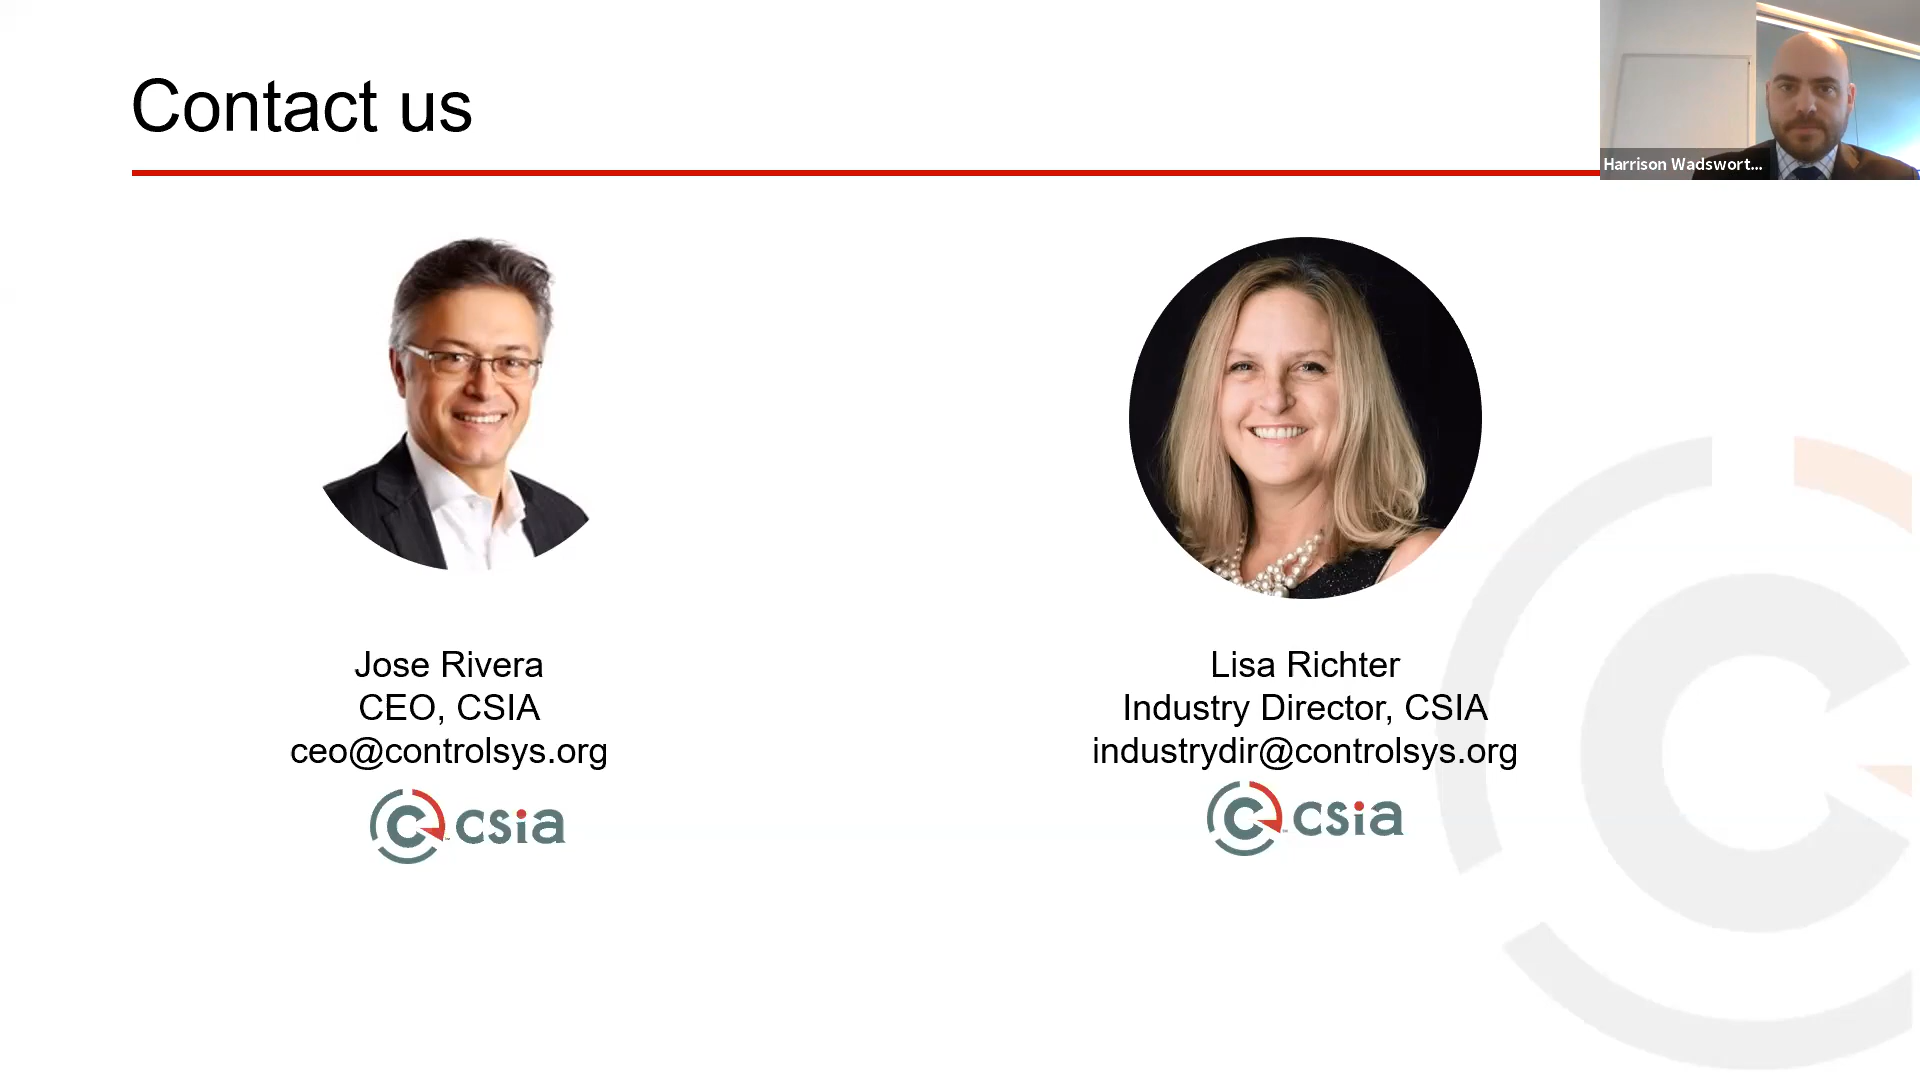 Contact us
Harrison Wadswort...
Jose Rivera
CEO, CSIA
ceo@controlsys.org
csia
Lisa Richter
Industry Director, CSIA
industrydir@controlsys.org
csia